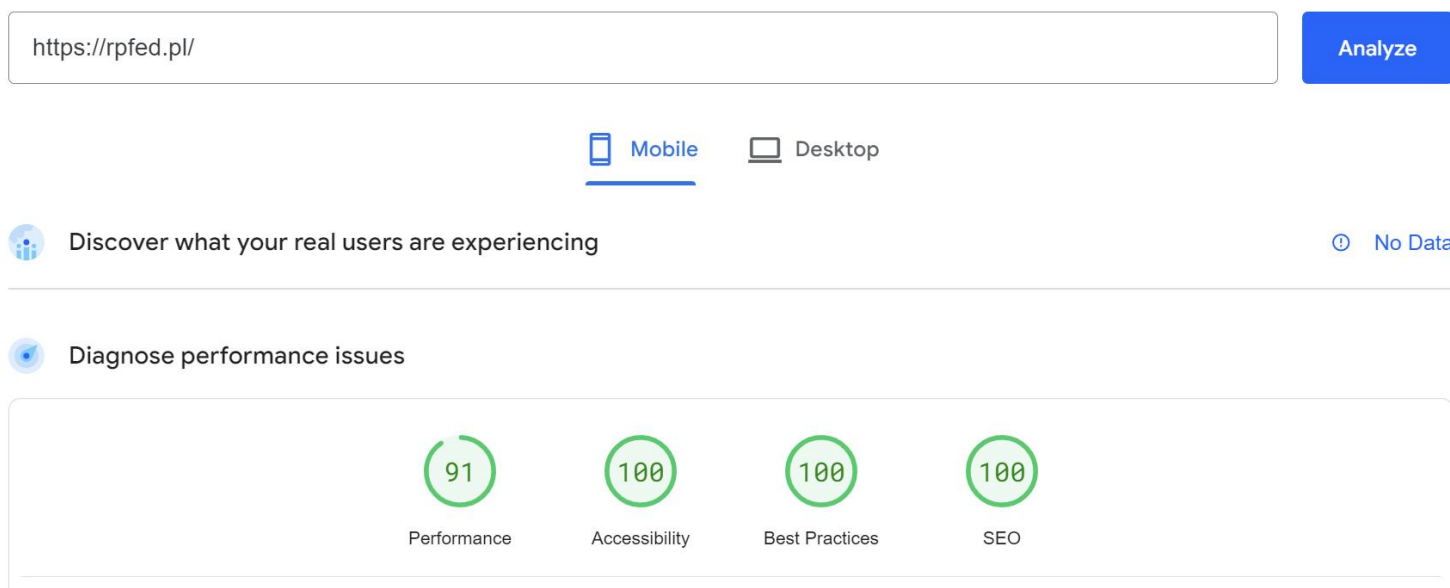 https://rpfed.pl/
Analyze
Mobile Desktop
Discover what your real users are experiencing No Data
Diagnose performance issues
91 100 100 100
Performance Accessibility Best Practices SEO